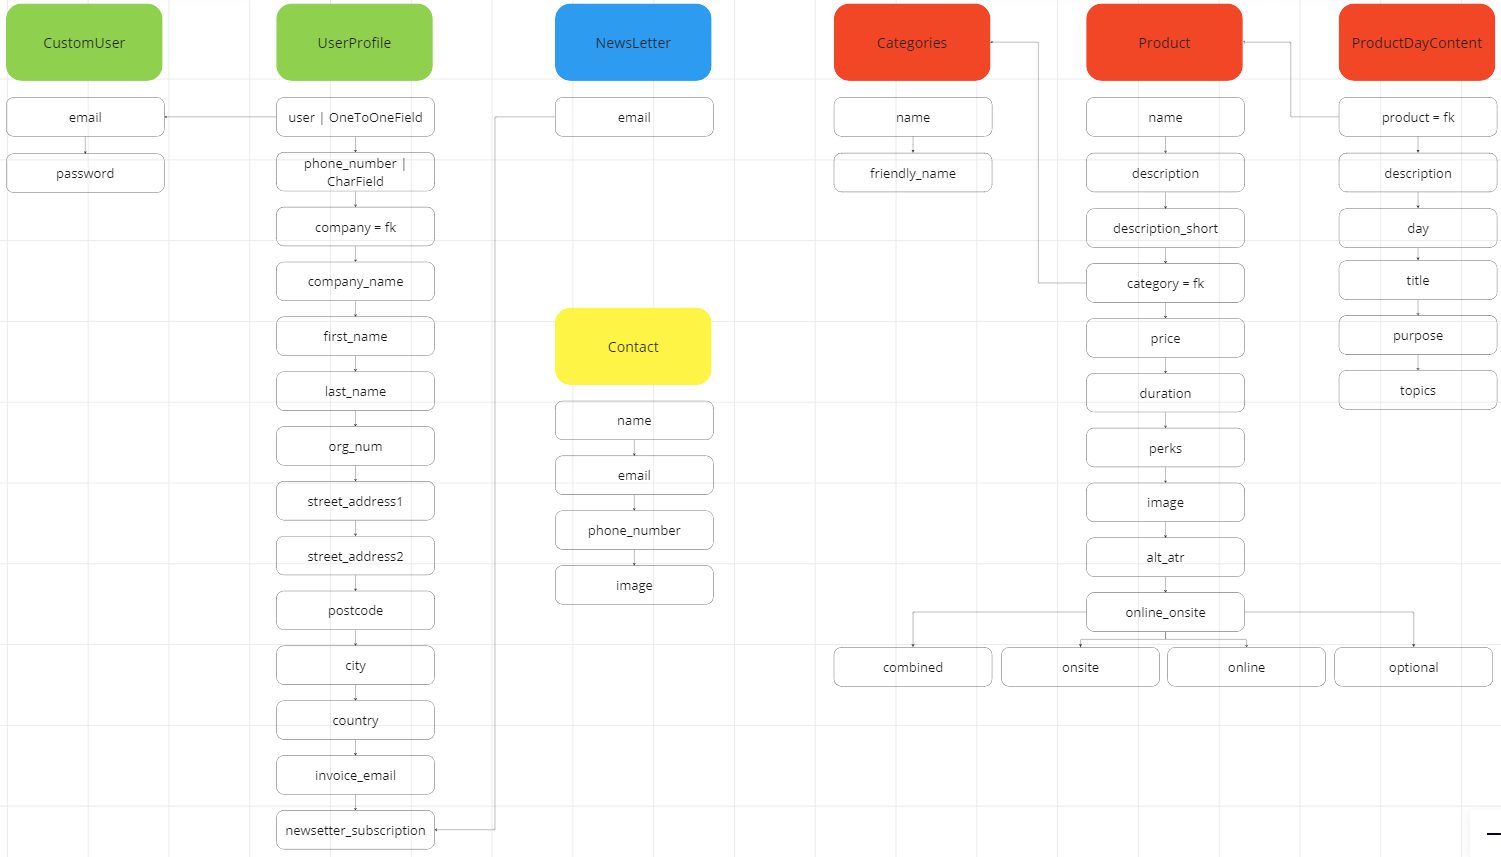 CustomUser
email
password
UserProfile
user | OneToOneField
phone_number |
CharField
company = fk
company_name
first_name
last_name
org_num
street_address1
street_address2
postcode
city
country
invoice_email
newsetter_subscription
NewsLetter
email
Contact
name
email
phone_number
image
Categories
name
friendly_name
Product
name
description
description_short
category = fk
price
duration
perks
image
alt_atr
online_onsite
combined
onsite
online
optional
ProductDayContent
product = fk
description
day
title
purpose
topics